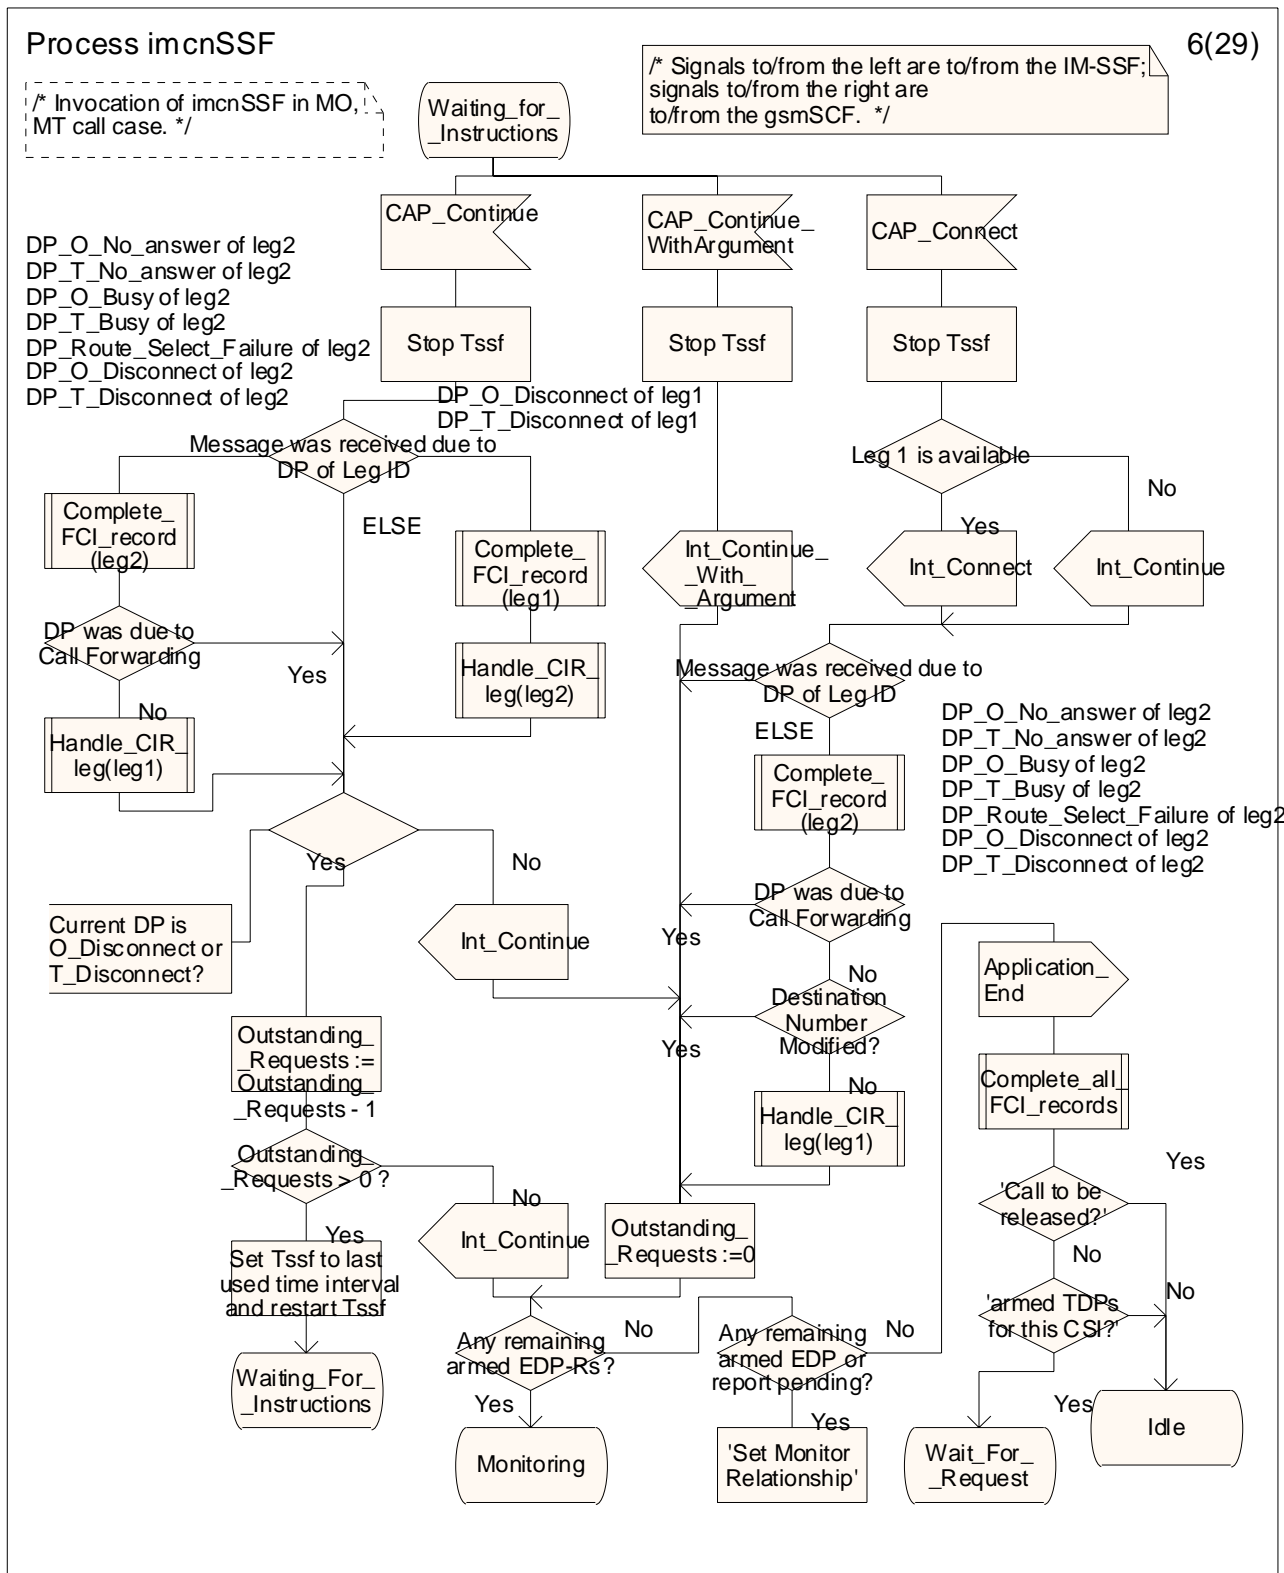 Process imcnSSF
6(29)
/* Invocation of imcnSSF in MO,
MT call case. */
/* Signals to/from the left are to/from the IM-SSF;
signals to/from the right are
to/from the gsmSCF. */
Waiting_for_
_Instructions
CAP_Continue
CAP_Continue_
WithArgument
CAP_Connect
DP_O_No_answer of leg2
DP_T_No_answer of leg2
DP_O_Busy of leg2
DP_T_Busy of leg2
DP_Route_Select_Failure of leg2
DP_O_Disconnect of leg2
DP_T_Disconnect of leg2
Stop Tssf
Stop Tssf
Stop Tssf
DP_O_Disconnect of leg1
DP_T_Disconnect of leg1
Message was received due to
DP of Leg ID
Leg 1 is available
No
Yes
ELSE
Complete_
FCI_record
(leg2)
Complete_
FCI_record
(leg1)
Int_Continue_
_With_
_Argument
Int_Connect
Int_Continue
DP was due to
Call Forwarding
Yes
No
Handle_CIR_
leg(leg2)
Handle_CIR_
leg(leg1)
Message was received due to
DP of Leg ID
ELSE
DP_O_No_answer of leg2
DP_T_No_answer of leg2
DP_O_Busy of leg2
DP_T_Busy of leg2
DP_Route_Select_Failure of leg2
DP_O_Disconnect of leg2
DP_T_Disconnect of leg2
Complete_
FCI_record
(leg2)
Yes
No
Current DP is
O_Disconnect or
T_Disconnect?
Int_Continue
DP was due to
Call Forwarding
Yes
No
Application_
End
Destination
Number
Modified?
Yes
No
Outstanding_
_Requests :=
Outstanding_
_Requests - 1
Complete_all_
FCI_records
Handle_CIR_
leg(leg1)
Outstanding_
_Requests > 0 ?
No
Yes
Yes
'Call to be
released?'
No
Int_Continue
Outstanding_
_Requests :=0
Set Tssf to last
used time interval
and restart Tssf
'armed TDPs
for this CSI?'
No
Any remaining
armed EDP-Rs?
No
Any remaining
armed EDP or
report pending?
No
Waiting_For_
_Instructions
Yes
Yes
Yes
Monitoring
'Set Monitor
Relationship'
Wait_For_
_Request
Idle